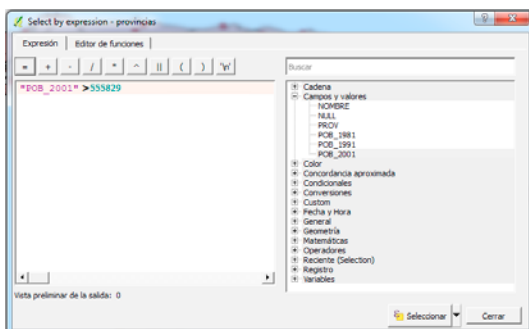 Select by expression - provincias
Expresión Editor de funciones
= + - / * ^ || ( ) '\n'
Buscar
"POB_2001" >555829
Cadena
Campos y valores
NOMBRE
NULL
PROV
POB_1981
POB_1991
POB_2001
Color
Concordancia aproximada
Condicionales
Conversiones
Custom
Fecha y Hora
General
Geometría
Matemáticas
Operadores
Reciente (Selection)
Registro
Variables
Vista preliminar de la salida: 0
Seleccionar Cerrar